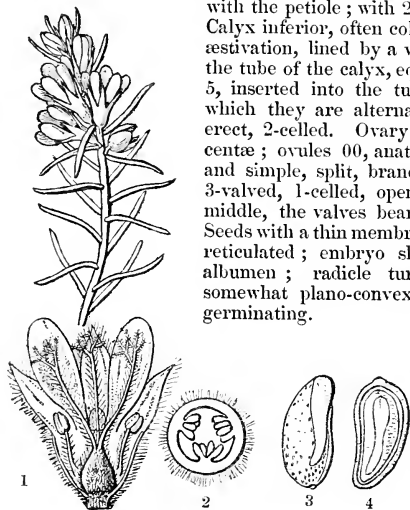 with the petiole ; with 2
Calyx inferior, often col
æstivation, lined by a
the tube of the calyx, eq
5, inserted into the tu
which they are alterna
erect, 2-celled. Ovary
centæ ; ovules 00, anat
and simple, split, branc
3-valved, 1-celled, open
middle, the valves bear
Seeds with a thin membr
reticulated ; embryo sl
albumen ; radicle tur
somewhat plano-convex
germinating.
1
2
3
4